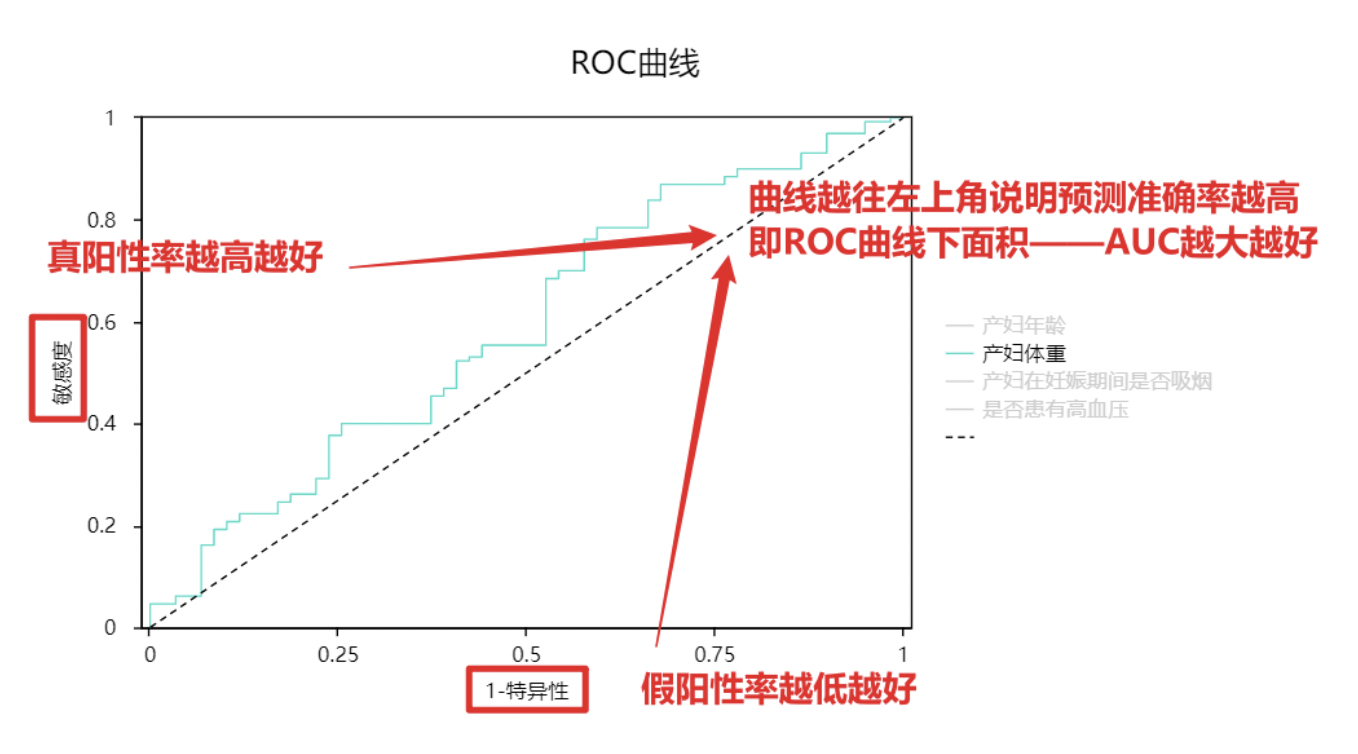 ROC曲线
1
0.8
0.6
0.4
0.2
0
敏感度
真阳性率越高越好
曲线越往左上角说明预测准确率越高
即ROC曲线下面积——AUC越大越好
产妇年龄
产妇体重
产妇在妊娠期间是否吸烟
是否患有高血压
0
0.25
0.5
0.75
1
1-特异性
假阳性率越低越好